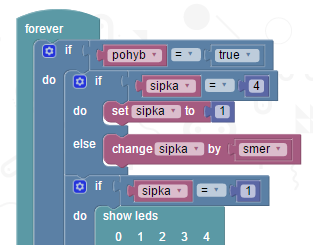 forever
if pohyb = true
do if sipka = 4
do set sipka to 1
else change sipka by smer
if sipka = 1
do show leds
0 1 2 3 4